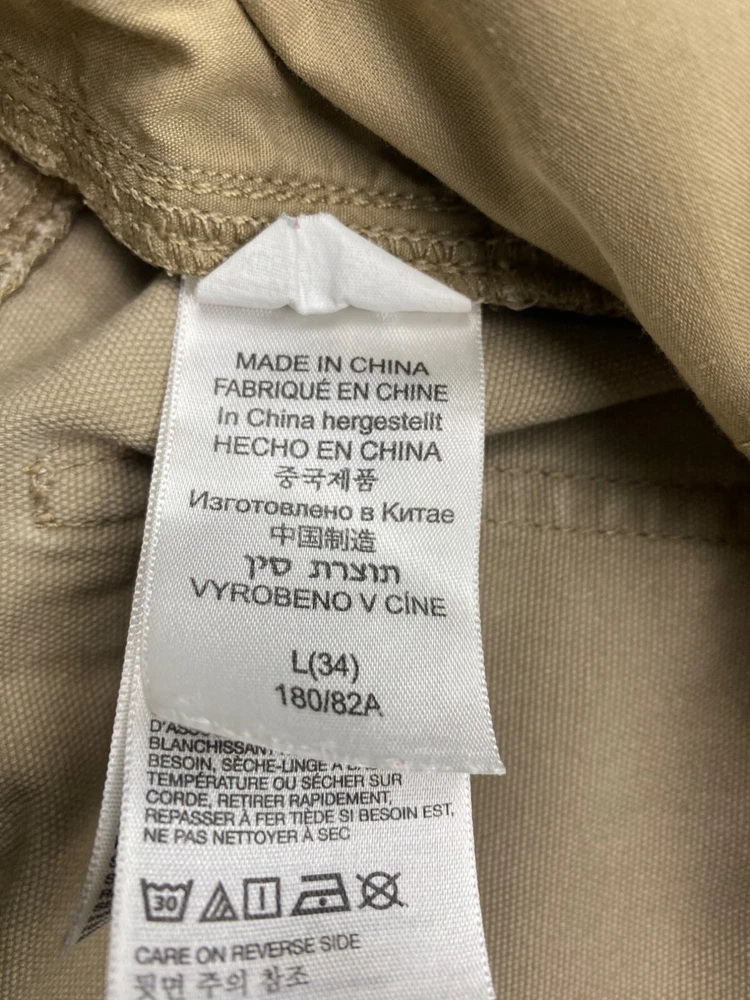 MADE IN CHINA
FABRIQUÉ EN CHINE
In China hergestellt
HECHO EN CHINA
중국제품
Изготовлено в Китае
中国制造
תוצרת סין
VYROBENO V CÍNE
L(34)
180/82A
BLANCHISSANT
BESOIN, SÈCHE-LINGE À
TEMPÉRATURE OU SÉCHER SUR
CORDE, RETIRER RAPIDEMENT,
REPASSER À FER TIÈDE SI BESOIN EST,
NE PAS NETTOYER À SEC
30
CARE ON REVERSE SIDE
뒷면 주의 참조